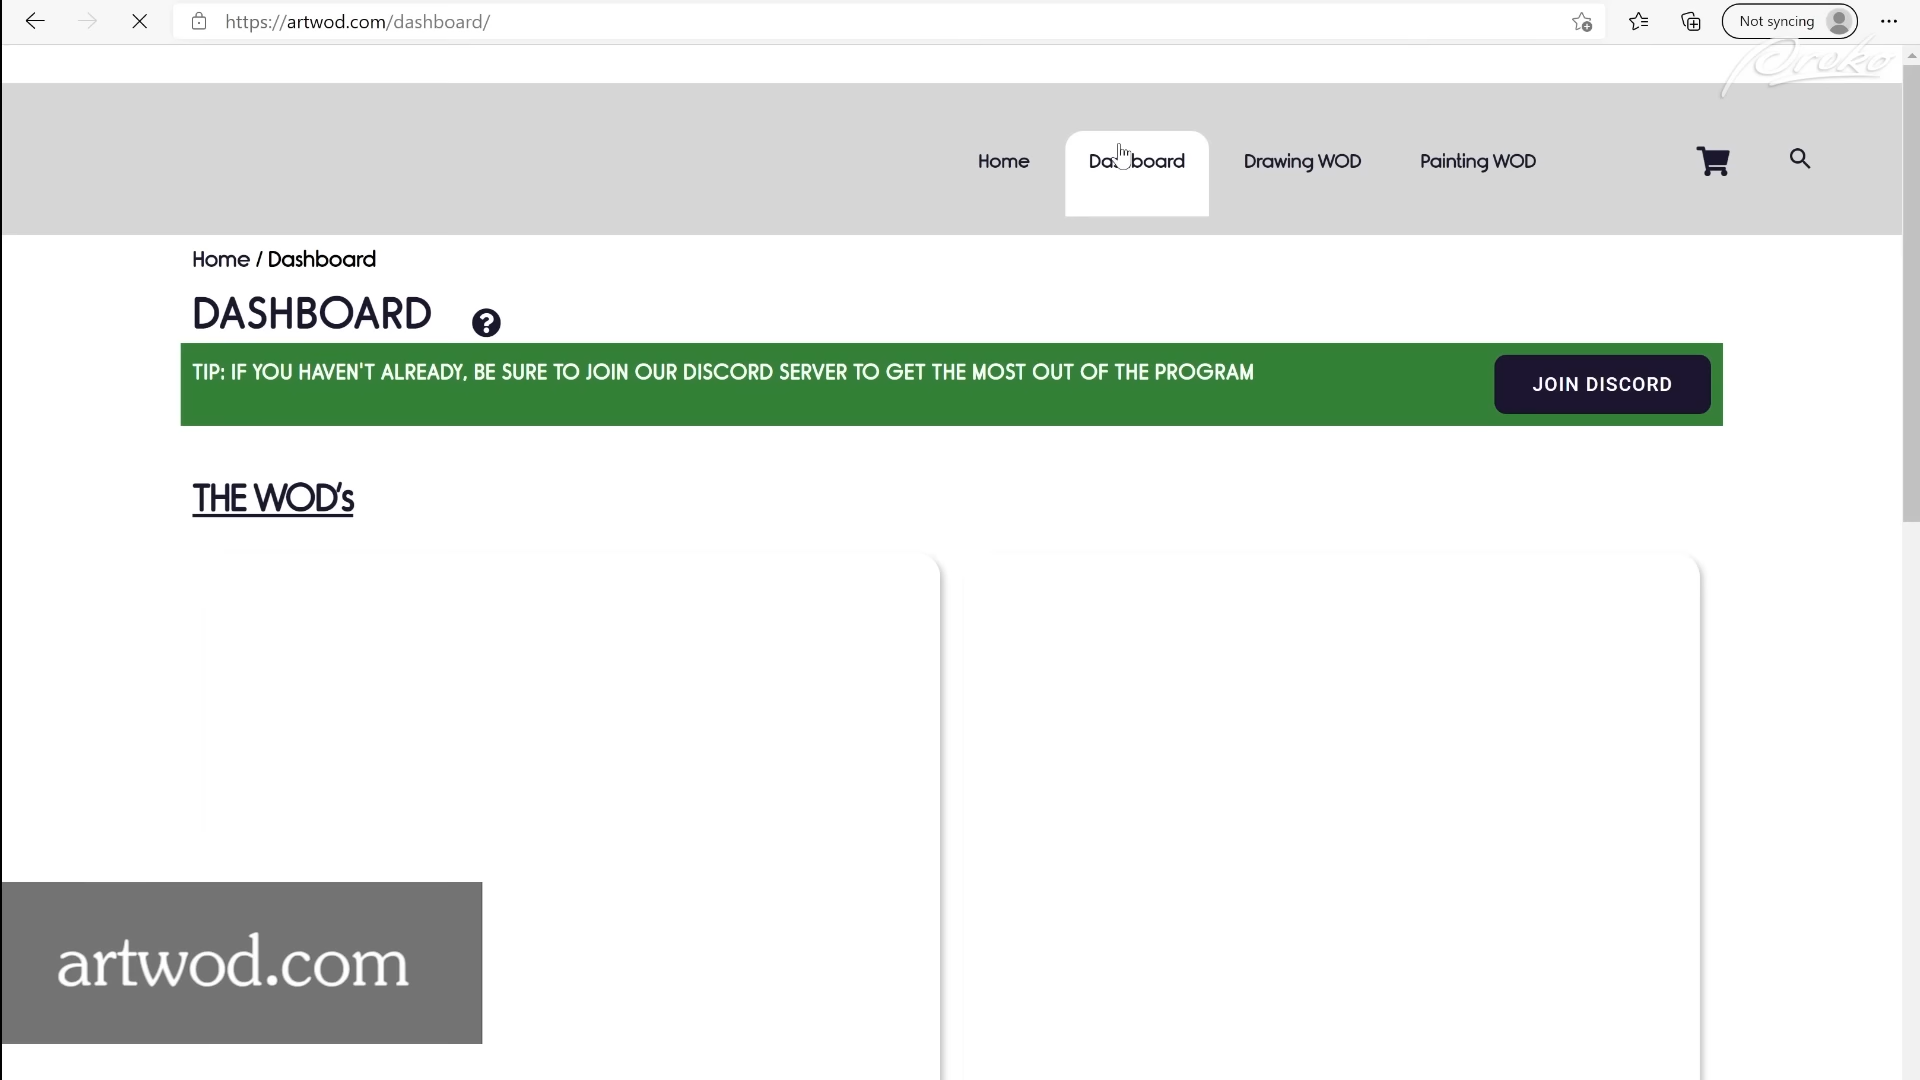 https://artwod.com/dashboard/
Not syncing
Proko
Home
Dashboard
Drawing WOD
Painting WOD
Home / Dashboard
DASHBOARD
?
TIP: IF YOU HAVEN'T ALREADY, BE SURE TO JOIN OUR DISCORD SERVER TO GET THE MOST OUT OF THE PROGRAM
JOIN DISCORD
THE WOD's
artwod.com